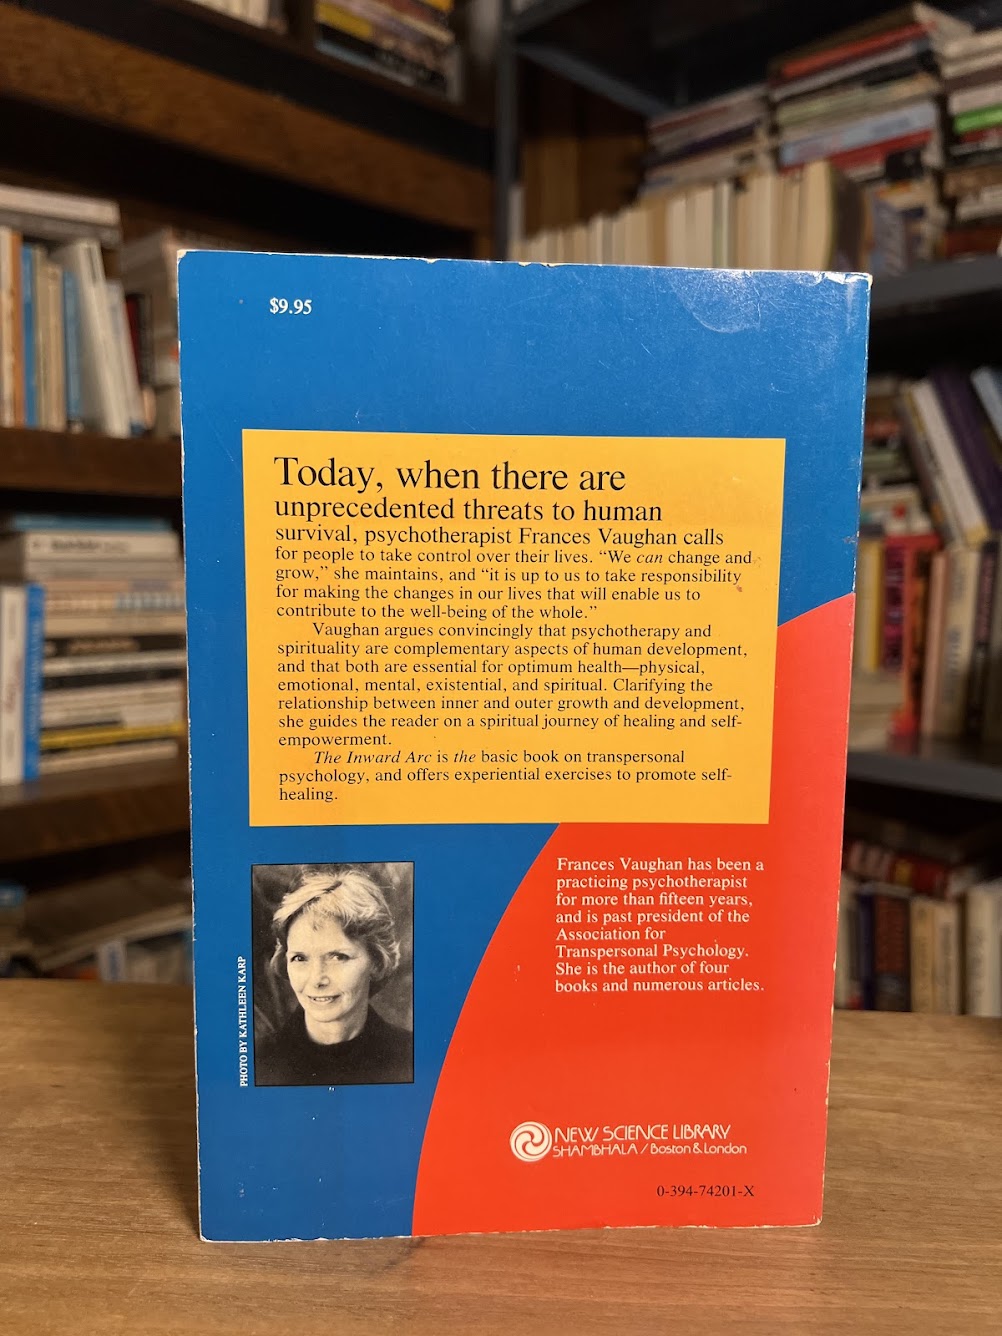 $9.95
Today, when there are
unprecedented threats to human
survival, psychotherapist Frances Vaughan calls
for people to take control over their lives. “We can change and
grow,” she maintains, and “it is up to us to take responsibility
for making the changes in our lives that will enable us to
contribute to the well-being of the whole.”
Vaughan argues convincingly that psychotherapy and
spirituality are complementary aspects of human development,
and that both are essential for optimum health—physical,
emotional, mental, existential, and spiritual. Clarifying the
relationship between inner and outer growth and development,
she guides the reader on a spiritual journey of healing and self-
empowerment.
The Inward Arc is the basic book on transpersonal
psychology, and offers experiential exercises to promote self-
healing.
PHOTO BY KATHLEEN KARP
Frances Vaughan has been a
practicing psychotherapist
for more than fifteen years,
and is past president of the
Association for
Transpersonal Psychology.
She is the author of four
books and numerous articles.
NEW SCIENCE LIBRARY
SHAMBHALA / Boston & London
0-394-74201-X